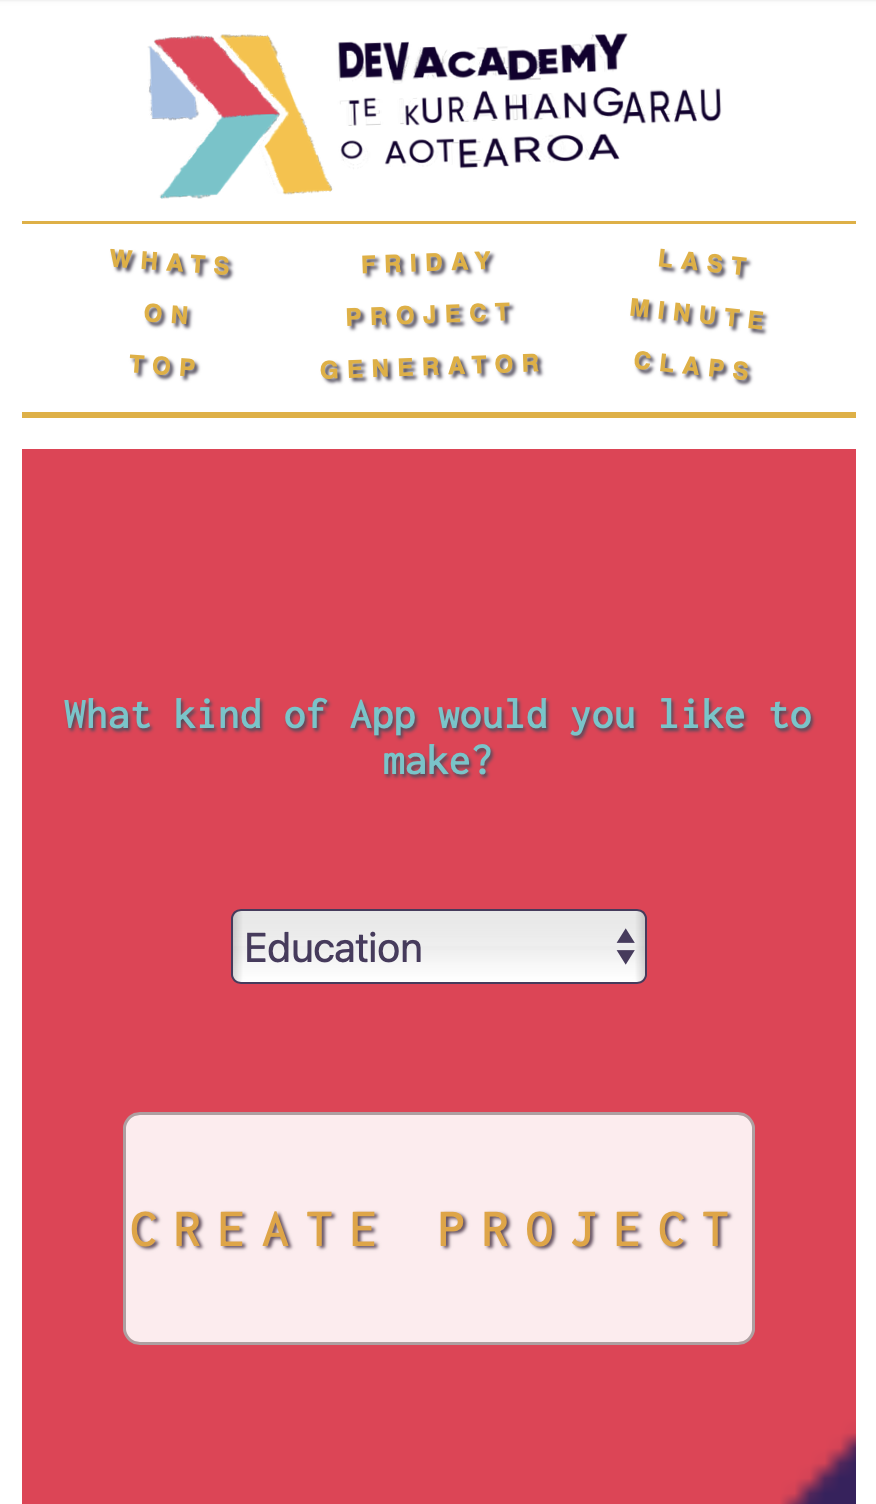 DEVACADEMY
TE KURAHANGARAU
O AOTEAROA
WHATS ON TOP
FRIDAY PROJECT GENERATOR
LAST MINUTE CLAPS
What kind of App would you like to
make?
Education
CREATE PROJECT